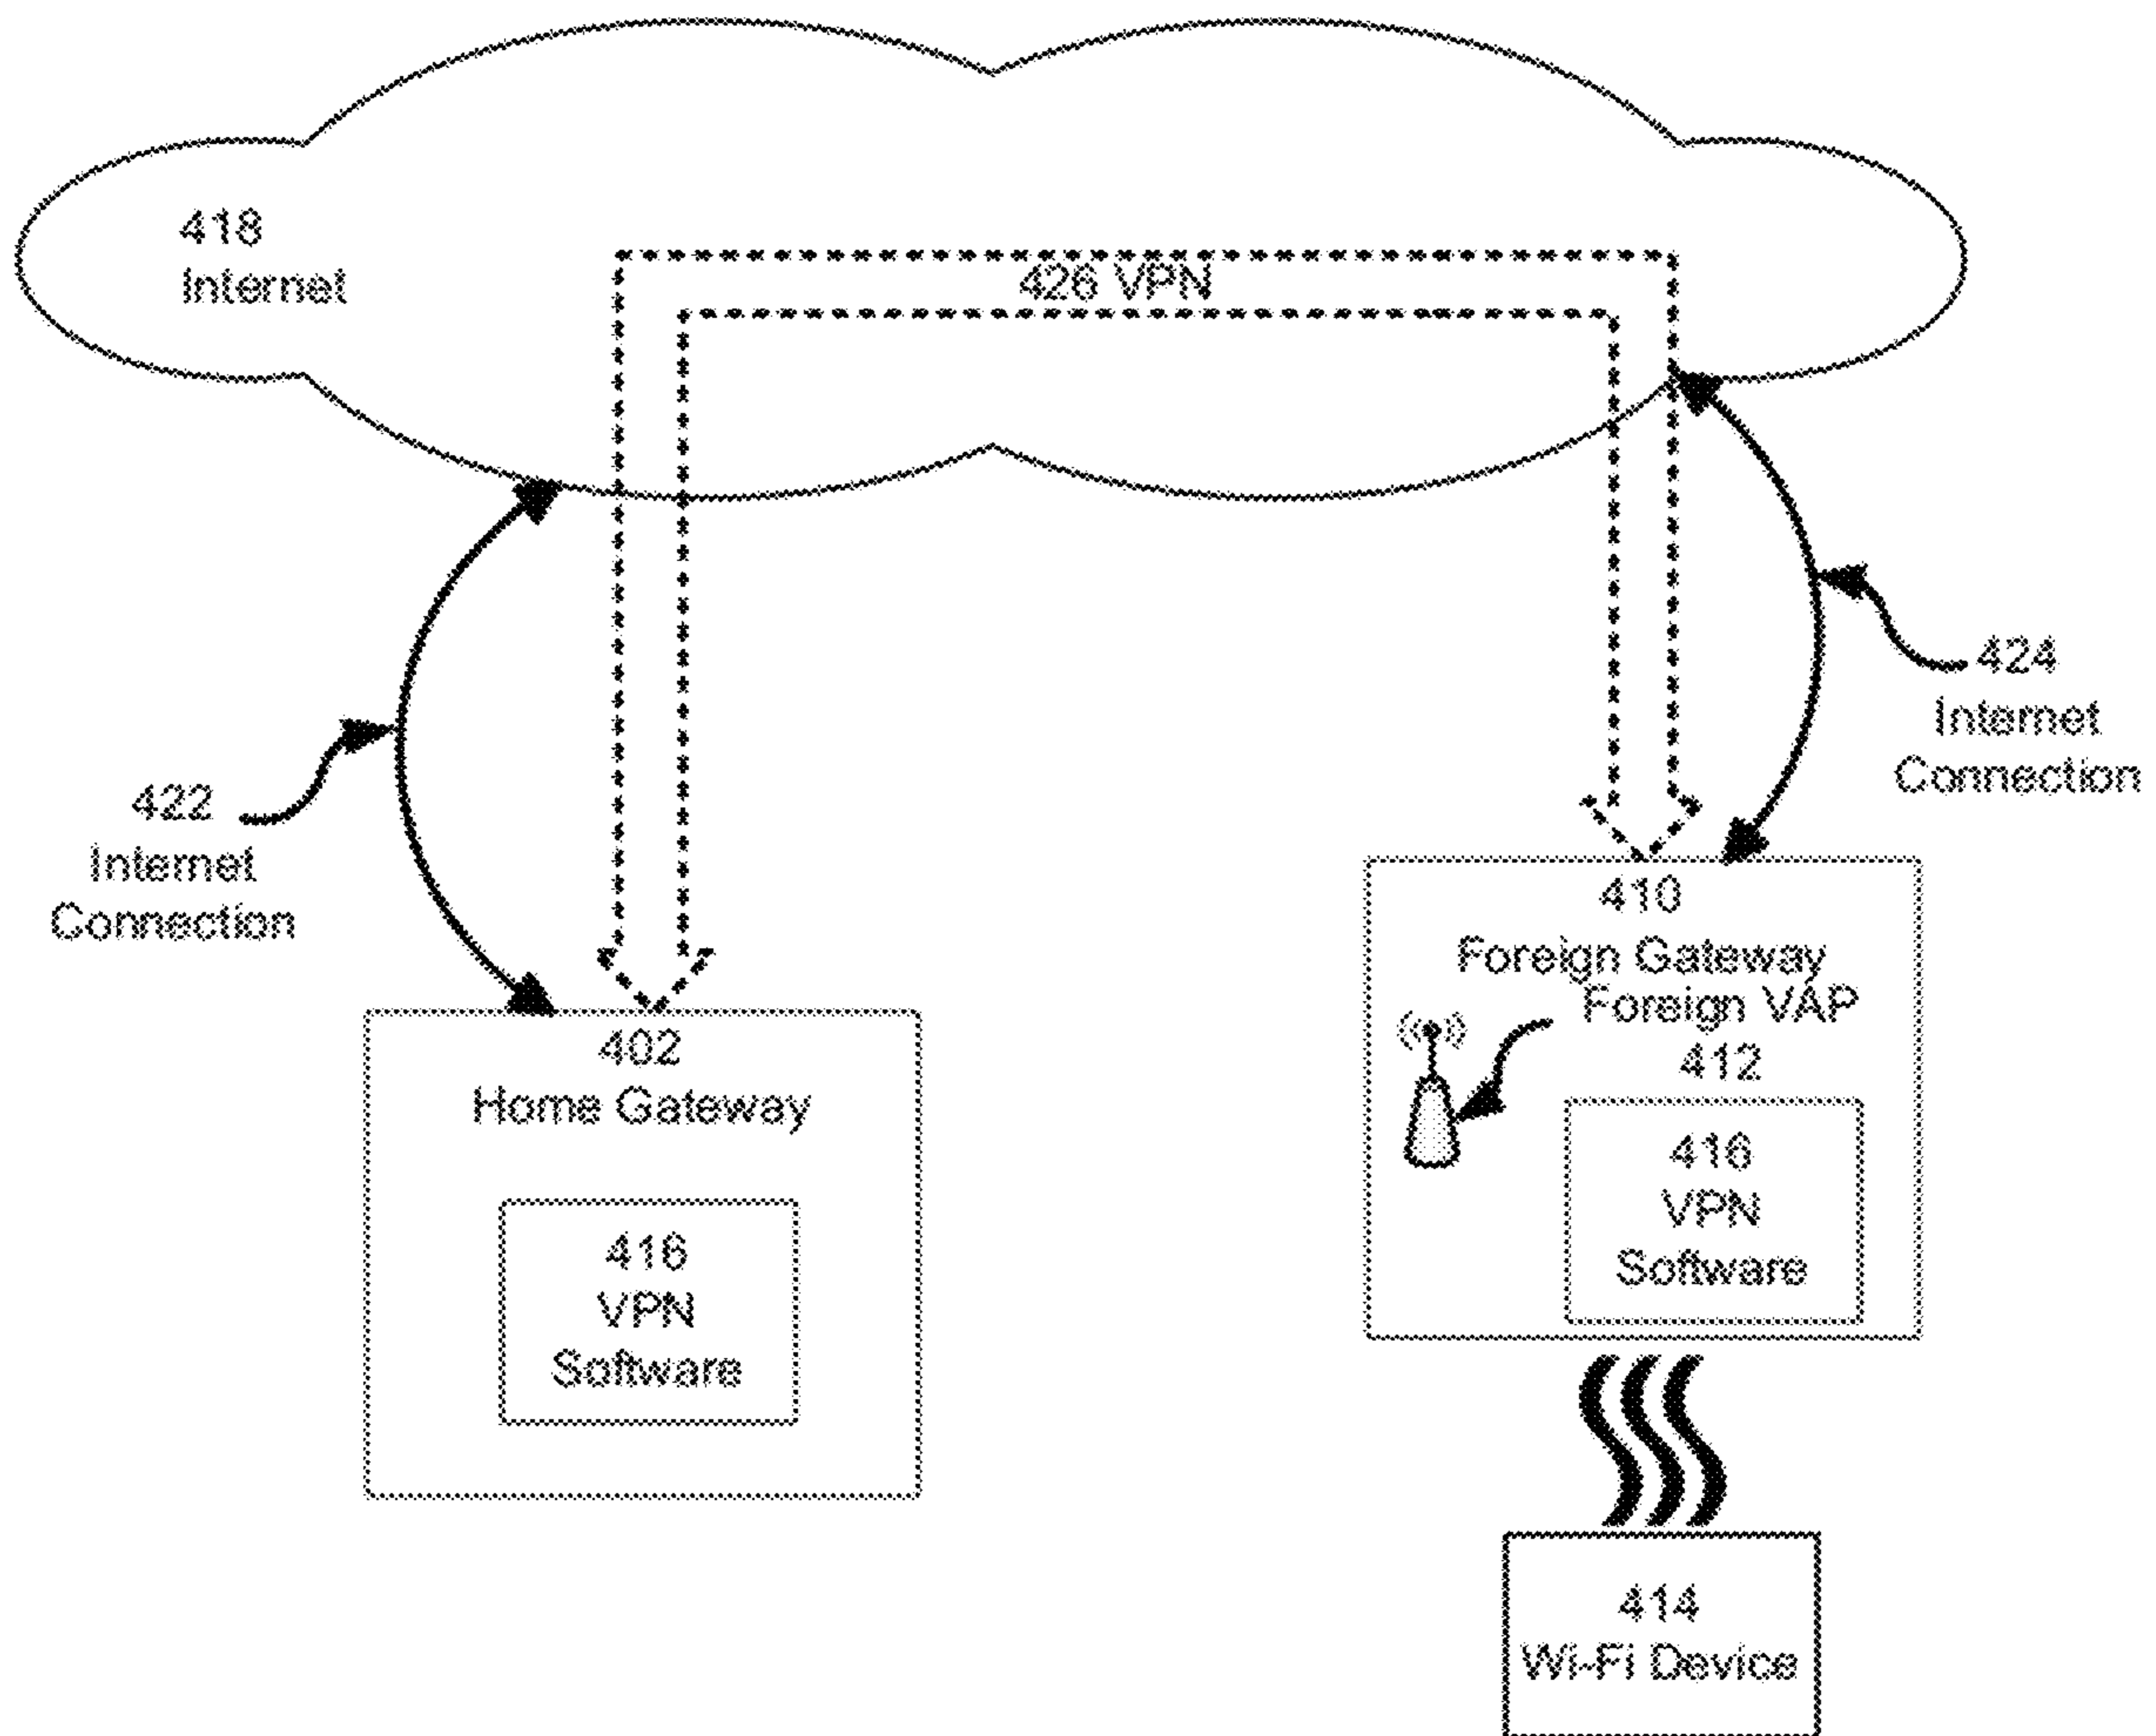 418
Internet
426 VPN
424
Internet
Connection
422
Internet
Connection
410
Foreign Gateway
Foreign VAP
412
416
VPN
Software
402
Home Gateway
416
VPN
Software
414
Wi-Fi Device